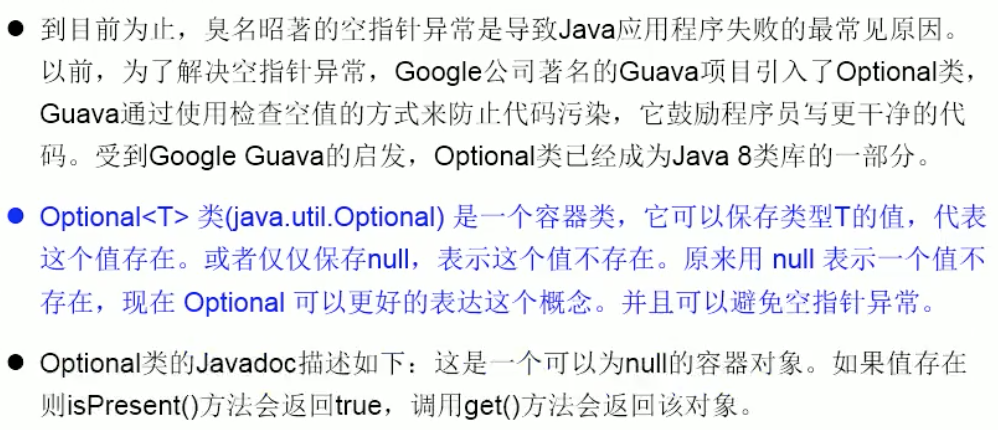 ● 到目前为止，臭名昭著的空指针异常是导致Java应用程序失败的最常见原因。
以前，为了解决空指针异常，Google公司著名的Guava项目引入了Optional类，
Guava通过使用检查空值的方式来防止代码污染，它鼓励程序员写更干净的代
码。受到Google Guava的启发，Optional类已经成为Java 8类库的一部分。
● Optional<T> 类(java.util.Optional) 是一个容器类，它可以保存类型T的值，代表
这个值存在。或者仅仅保存null，表示这个值不存在。原来用 null 表示一个值不
存在，现在 Optional 可以更好的表达这个概念。并且可以避免空指针异常。
● Optional类的Javadoc描述如下：这是一个可以为null的容器对象。如果值存在
则isPresent()方法会返回true，调用get()方法会返回该对象。